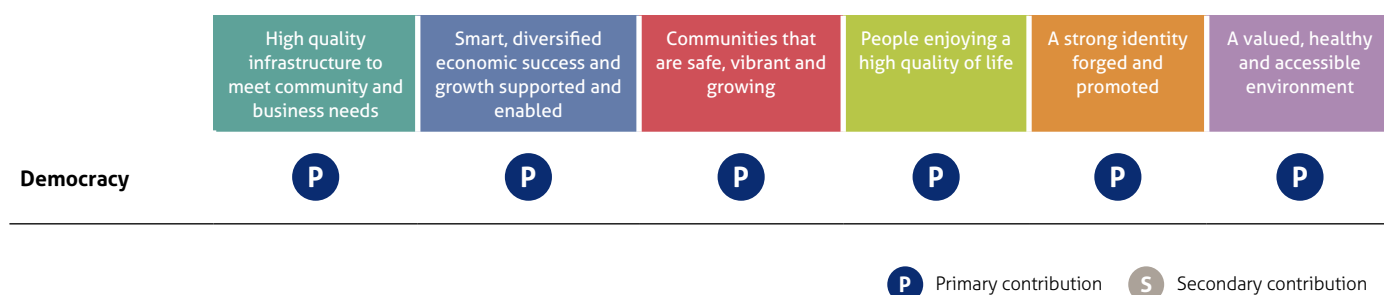 High quality
infrastructure to
meet community and
business needs
Smart, diversified
economic success and
growth supported and
enabled
Communities that
are safe, vibrant and
growing
People enjoying a
high quality of life
A strong identity
forged and
promoted
A valued, healthy
and accessible
environment
Democracy P P P P P P
P Primary contribution S Secondary contribution